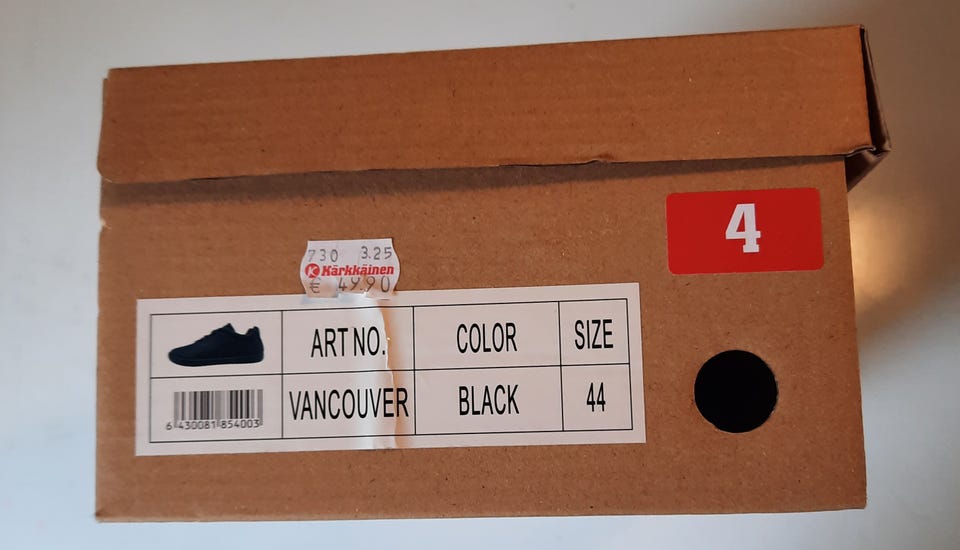 4
730 3.25
K Kärkkäinen
€ 49.90
ART NO. COLOR SIZE
VANCOUVER BLACK 44
6 430081 854003